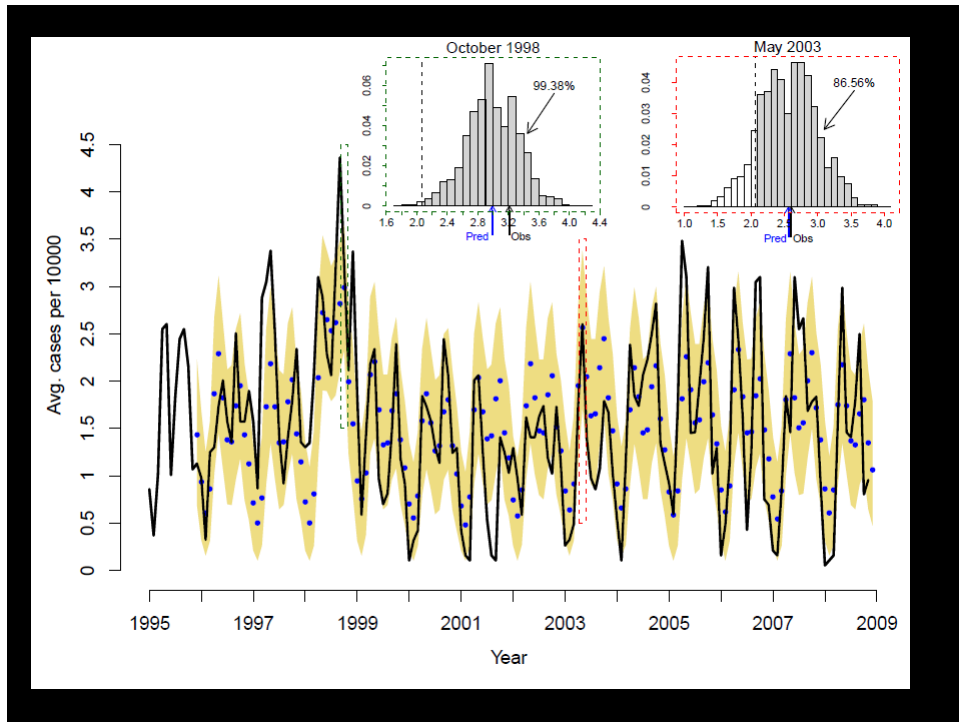 October 1998
May 2003
99.38%
86.56%
0 0.02 0.04 0.06
1.6 2.0 2.4 2.8 3.2 3.6 4.0 4.4
Pred Obs
0 0.01 0.02 0.03 0.04
1.0 1.5 2.0 2.5 3.0 3.5 4.0
Pred Obs
Avg. cases per 10000
4.5
4
3.5
3
2.5
2
1.5
1
0.5
0
1995 1997 1999 2001 2003 2005 2007 2009
Year